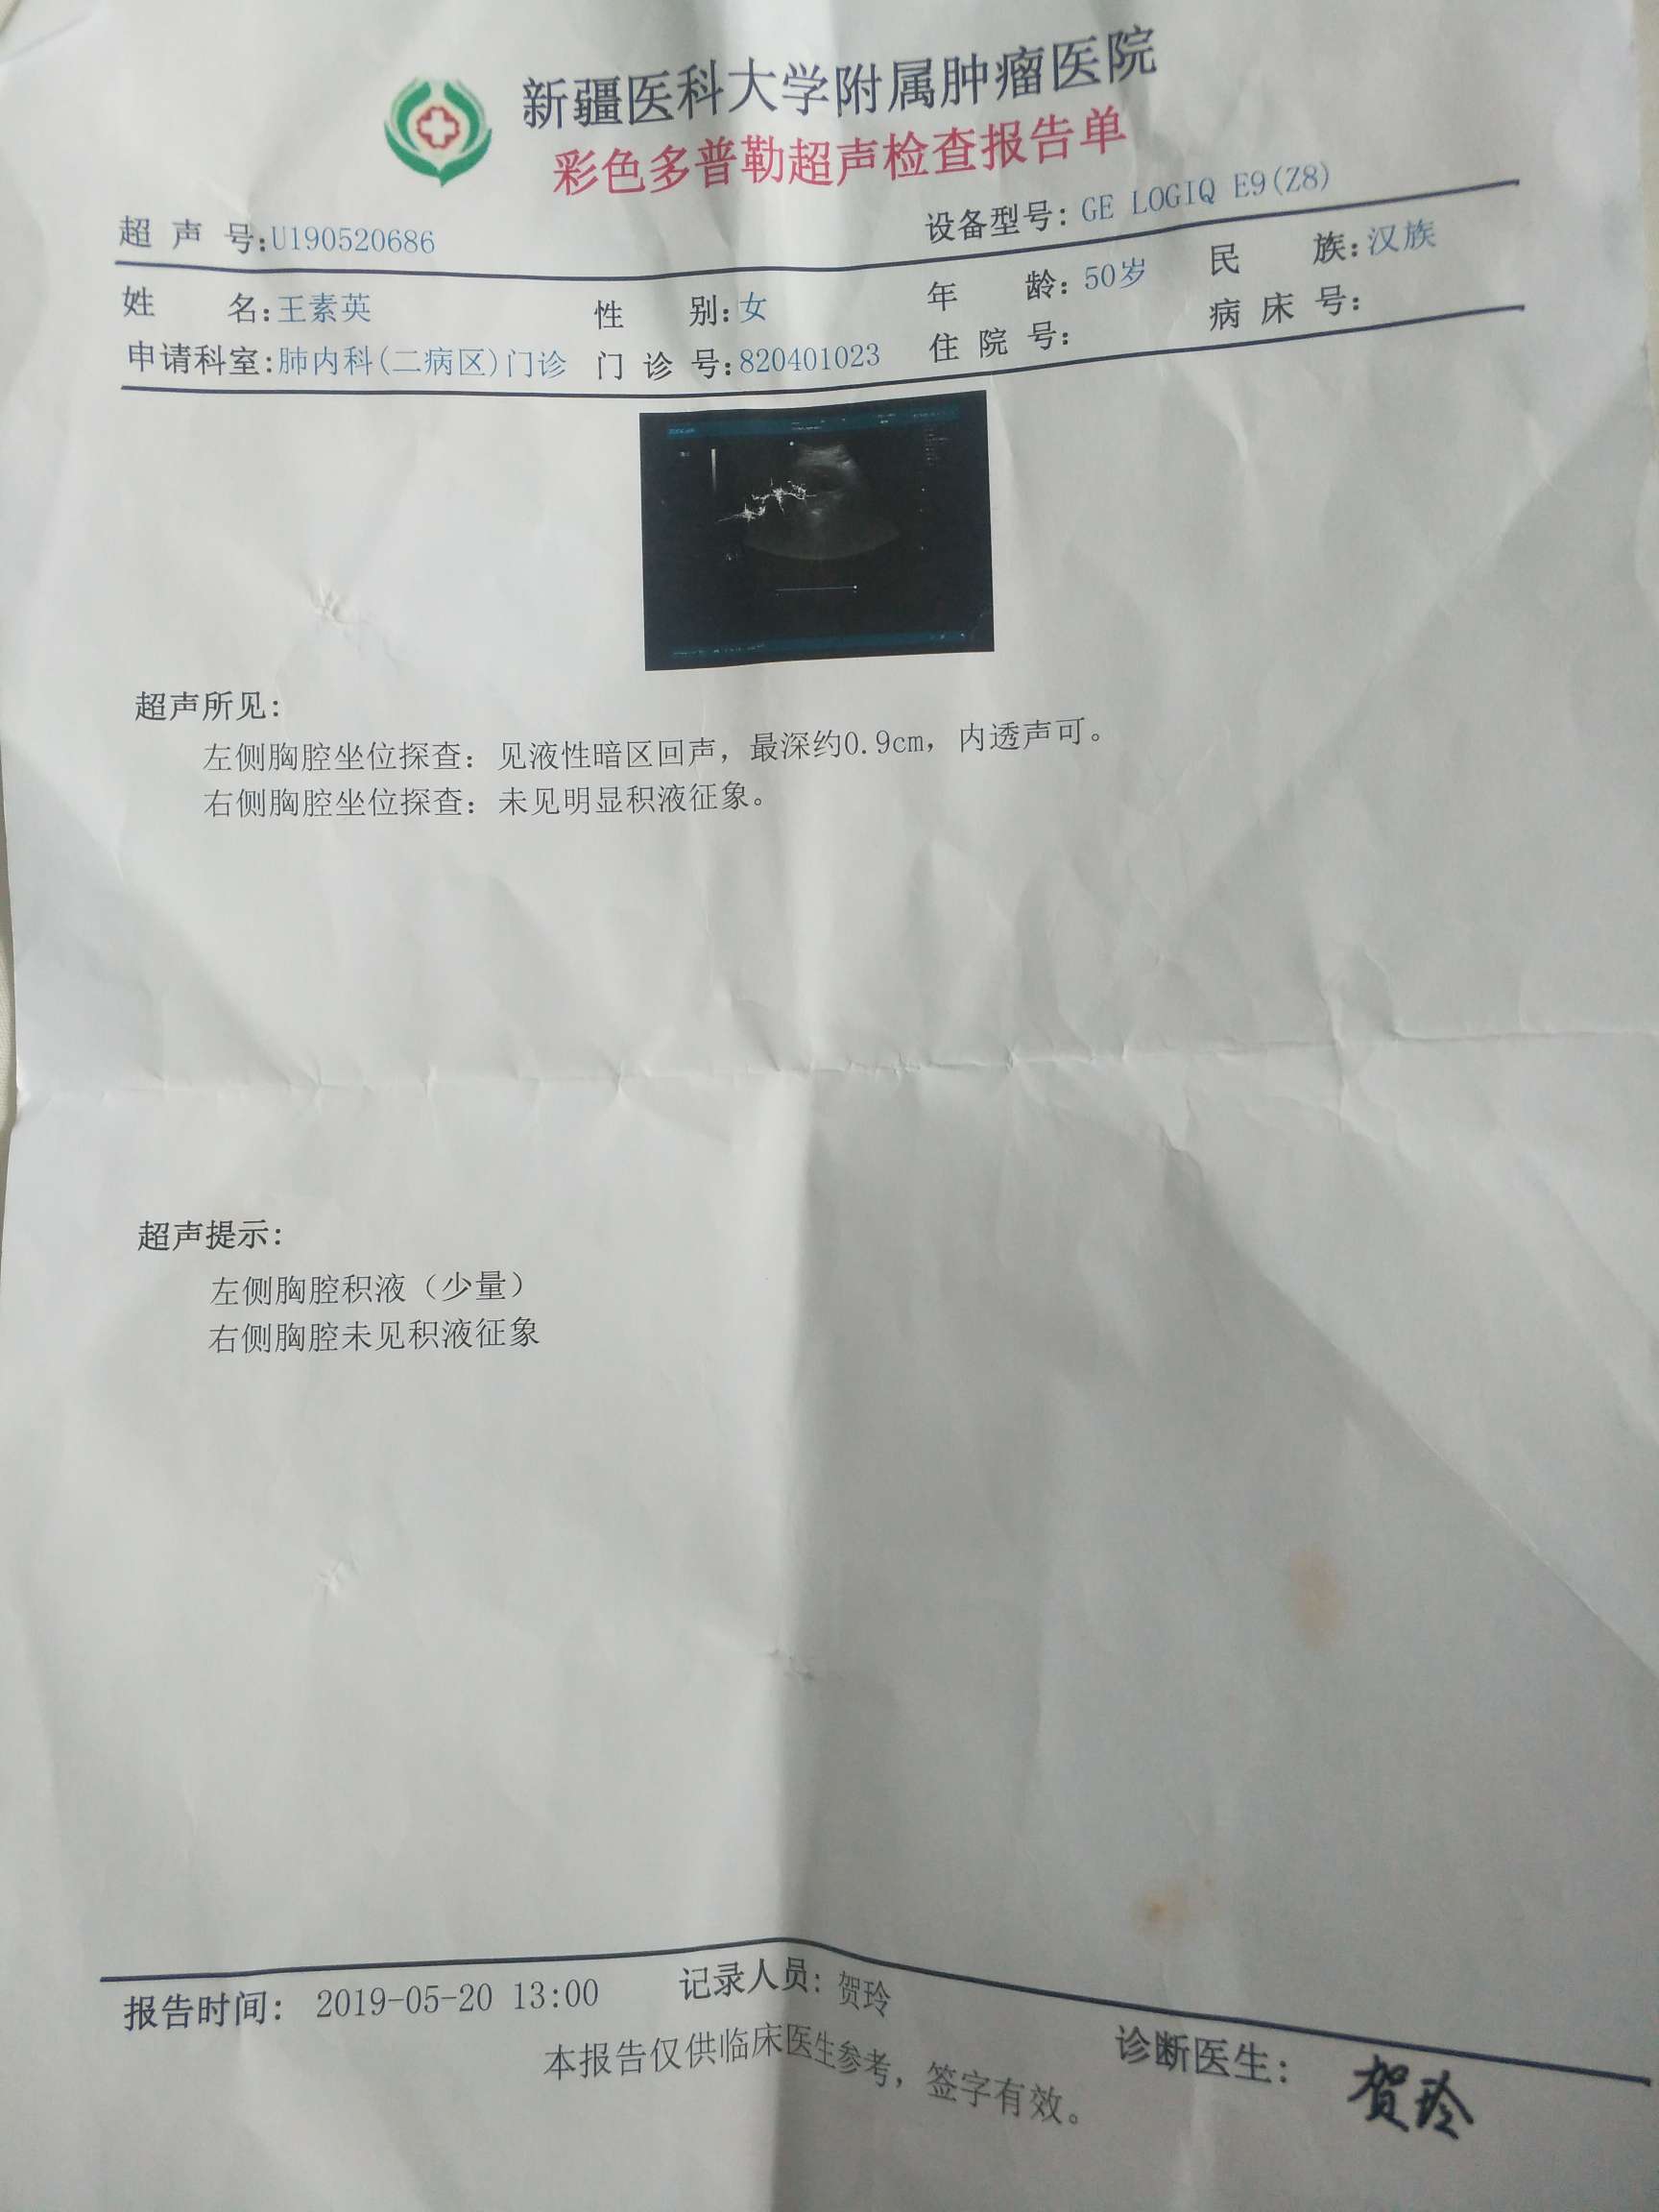 新疆医科大学附属肿瘤医院
彩色多普勒超声检查报告单
超声号:U190520686 设备型号: GE LOGIQ E9(Z8)
姓名:王素英 性别:女 年龄:50岁 民族:汉族
申请科室:肺内科(二病区)门诊 门诊号:820401023 住院号: 病床号:
超声所见:
左侧胸腔坐位探查：见液性暗区回声，最深约0.9cm，内透声可。
右侧胸腔坐位探查：未见明显积液征象。
超声提示:
左侧胸腔积液（少量）
右侧胸腔未见积液征象
报告时间: 2019-05-20 13:00 记录人员: 贺玲 诊断医生: 贺玲
本报告仅供临床医生参考，签字有效。